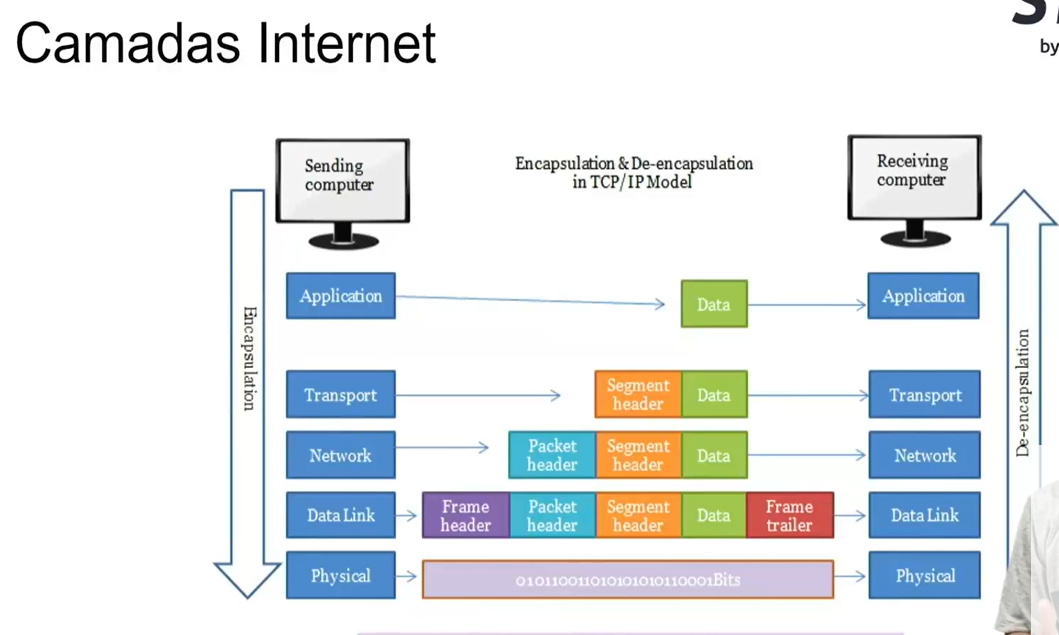 Camadas Internet
by
Sending
computer
Encapsulation & De-encapsulation
in TCP/IP Model
Receiving
computer
Encapsulation
De-encapsulation
Application
Data
Application
Transport
Segment
header
Data
Transport
Network
Packet
header
Segment
header
Data
Network
Data Link
Frame
header
Packet
header
Segment
header
Data
Frame
trailer
Data Link
Physical
0101100110101010110001Bits
Physical